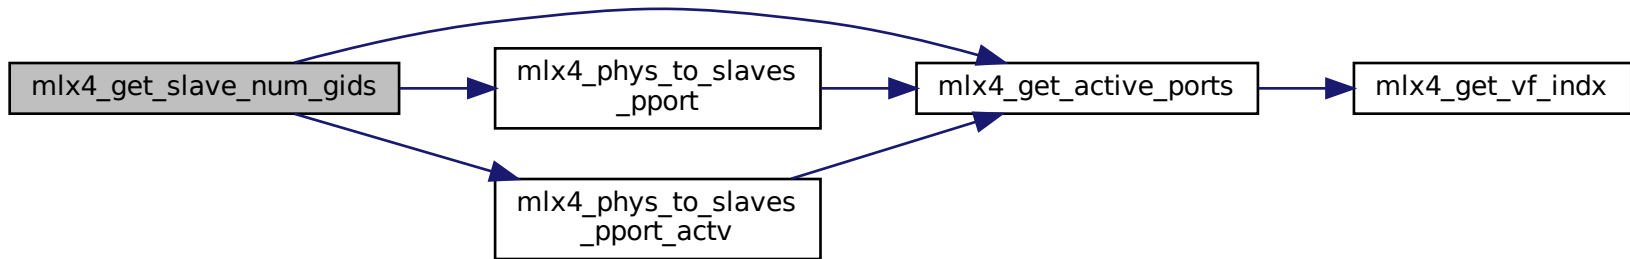 mlx4_get_slave_num_gids
mlx4_phys_to_slaves
_pport
mlx4_get_active_ports
mlx4_get_vf_indx
mlx4_phys_to_slaves
_pport_actv